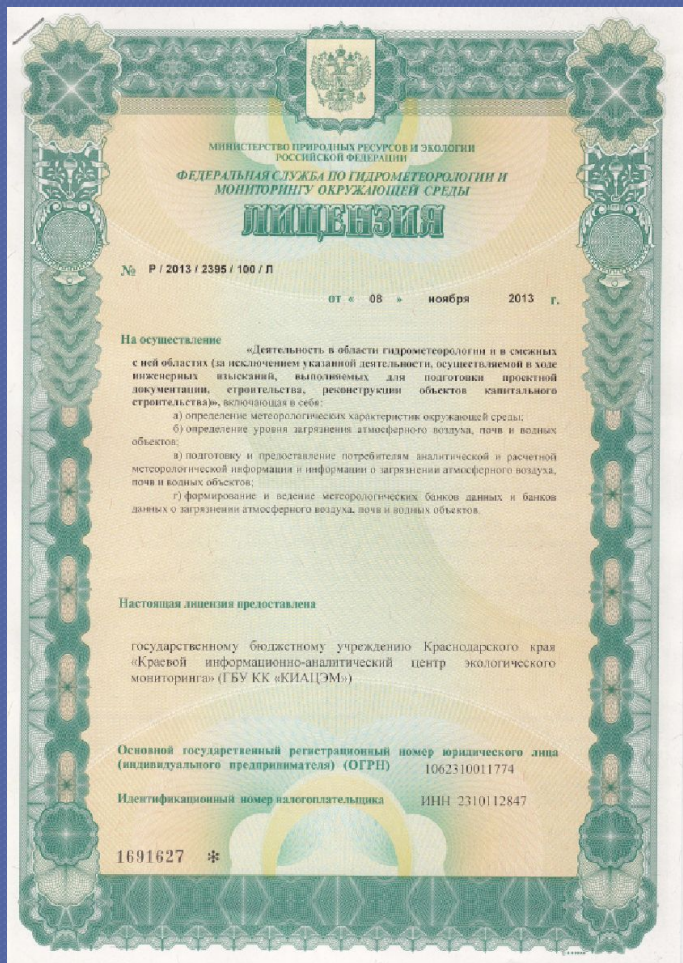 МИНИСТЕРСТВО ПРИРОДНЫХ РЕСУРСОВ И ЭКОЛОГИИ
РОССИЙСКОЙ ФЕДЕРАЦИИ
ФЕДЕРАЛЬНАЯ СЛУЖБА ПО ГИДРОМЕТЕОРОЛОГИИ И
МОНИТОРИНГУ ОКРУЖАЮЩЕЙ СРЕДЫ
ЛИЦЕНЗИЯ
№ Р / 2013 / 2395 / 100 / Л
от « 08 » ноября 2013 г.
На осуществление
«Деятельность в области гидрометеорологии и в смежных
с ней областях (за исключением указанной деятельности, осуществляемой в ходе
инженерных изысканий, выполняемых для подготовки проектной
документации, строительства, реконструкции объектов капитального
строительства)», включающая в себя:
а) определение метеорологических характеристик окружающей среды;
б) определение уровня загрязнения атмосферного воздуха, почв и водных
объектов;
в) подготовку и предоставление потребителям аналитической и расчетной
метеорологической информации и информации о загрязнении атмосферного воздуха,
почв и водных объектов;
г) формирование и ведение метеорологических банков данных и банков
данных о загрязнении атмосферного воздуха, почв и водных объектов.
Настоящая лицензия предоставлена
государственному бюджетному учреждению Краснодарского края
«Краевой информационно-аналитический центр экологического
мониторинга» (ГБУ КК «КИАЦЭМ»)
Основной государственный регистрационный номер юридического лица
(индивидуального предпринимателя) (ОГРН) 1062310011774
Идентификационный номер налогоплательщика ИНН 2310112847
1691627 *